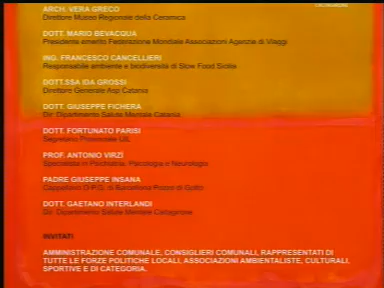 ARCH. VERA GRECO
Direttore Museo Regionale della Ceramica
DOTT. MARIO BEVACQUA
Presidente emerito Federazione Mondiale Associazioni Agenzie di Viaggi
ING. FRANCESCO CANCELLIERI
Responsabile ambiente e biodiversità di Slow Food Sicilia
DOTT.SSA IDA GROSSI
Direttore Generale Asp Catania
DOTT. GIUSEPPE FICHERA
Dir. Dipartimento Salute Mentale Catania
DOTT. FORTUNATO PARISI
Segretario Provinciale UIL
PROF. ANTONIO VIRZÌ
Specialista in Psichiatria, Psicologia e Neurologia
PADRE GIUSEPPE INSANA
Cappellano O.P.G. di Barcellona Pozzo di Gotto
DOTT. GAETANO INTERLANDI
Dir. Dipartimento Salute Mentale Caltagirone
INVITATI
AMMINISTRAZIONE COMUNALE, CONSIGLIERI COMUNALI, RAPPRESENTATI DI
TUTTE LE FORZE POLITICHE LOCALI, ASSOCIAZIONI AMBIENTALISTE, CULTURALI,
SPORTIVE E DI CATEGORIA.